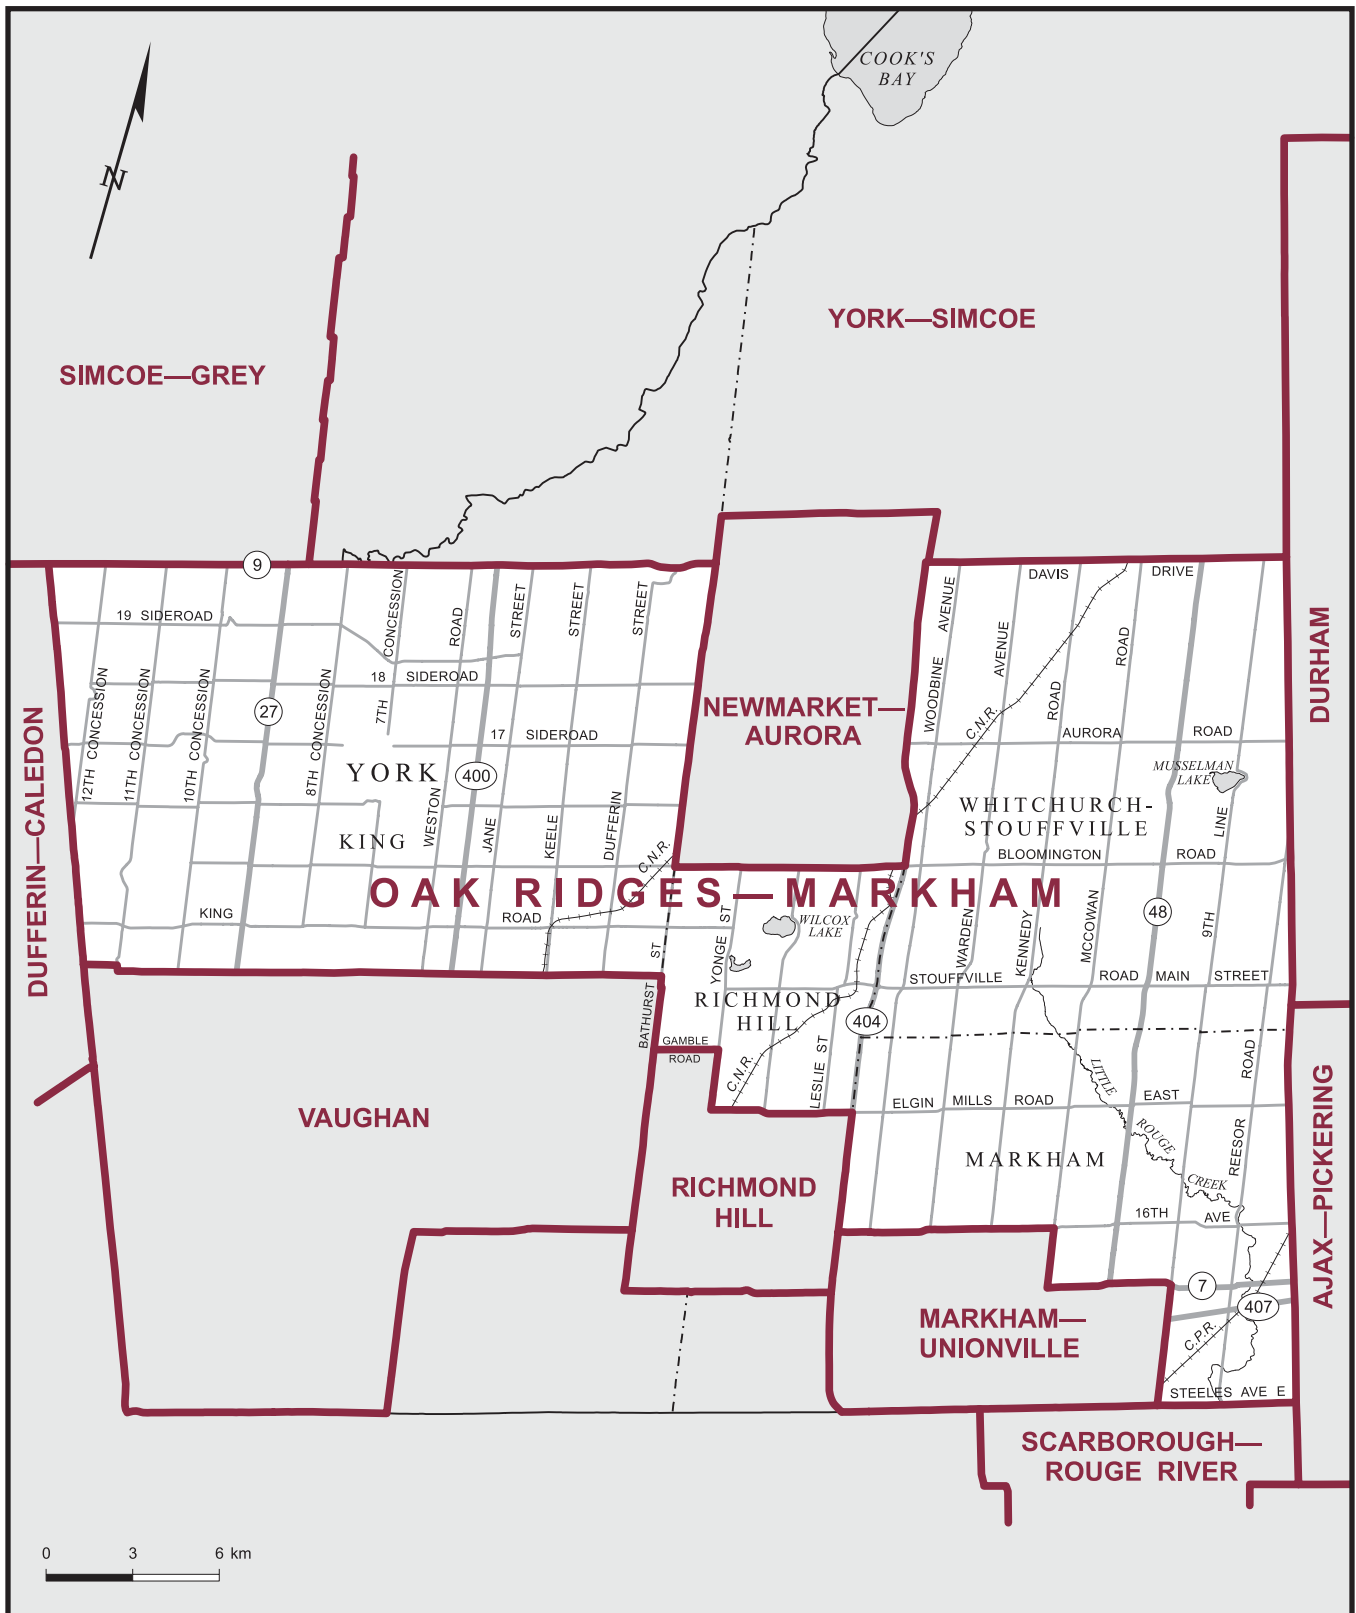 COOK'S
BAY
N
YORK—SIMCOE
SIMCOE—GREY
9
DAVIS
DRIVE
19 SIDEROAD
CONCESSION
ROAD
STREET
STREET
STREET
AVENUE
AVENUE
ROAD
ROAD
DURHAM
18 SIDEROAD
12TH CONCESSION
11TH CONCESSION
10TH CONCESSION
27
8TH CONCESSION
7TH
17 SIDEROAD
NEWMARKET—
AURORA
WOODBINE
C.N.R.
AURORA
ROAD
YORK
400
MUSSELMAN
LAKE
WHITCHURCH-
STOUFFVILLE
KING
WESTON
JANE
KEELE
DUFFERIN
C.N.R.
LINE
BLOOMINGTON
ROAD
DUFFERIN—CALEDON
OAK RIDGES—MARKHAM
KING
ROAD
ST
YONGE ST
WILCOX
LAKE
WARDEN
KENNEDY
MCCOWAN
48
9TH
STOUFFVILLE
ROAD
MAIN
STREET
BATHURST
RICHMOND
HILL
404
GAMBLE
ROAD
C.N.R.
LESLIE ST
ROAD
LITTLE
ROUGE
CREEK
ELGIN MILLS ROAD
EAST
VAUGHAN
MARKHAM
REESOR
AJAX—PICKERING
RICHMOND
HILL
16TH
AVE
7
407
MARKHAM—
UNIONVILLE
C.P.R.
STEELES AVE E
SCARBOROUGH—
ROUGE RIVER
0 3 6 km